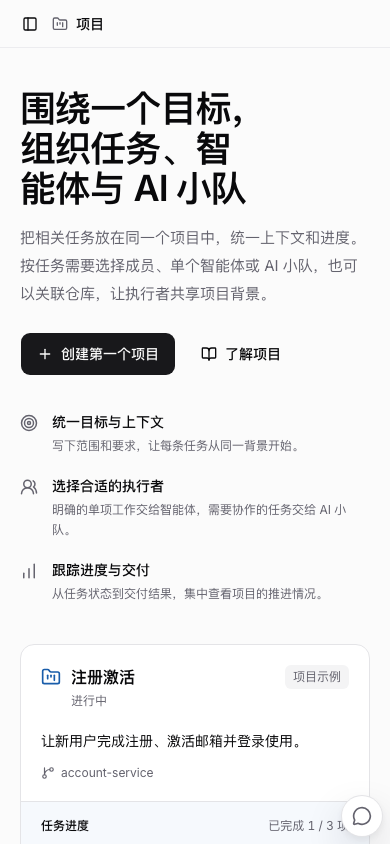 项目
围绕一个目标，
组织任务、智
能体与 AI 小队
把相关任务放在同一个项目中，统一上下文和进度。
按任务需要选择成员、单个智能体或 AI 小队，也可
以关联仓库，让执行者共享项目背景。
创建第一个项目
了解项目
统一目标与上下文
写下范围和要求，让每条任务从同一背景开始。
选择合适的执行者
明确的单项工作交给智能体，需要协作的任务交给 AI 小
队。
跟踪进度与交付
从任务状态到交付结果，集中查看项目的推进情况。
注册激活
项目示例
进行中
让新用户完成注册、激活邮箱并登录使用。
account-service
任务进度
已完成 1 / 3